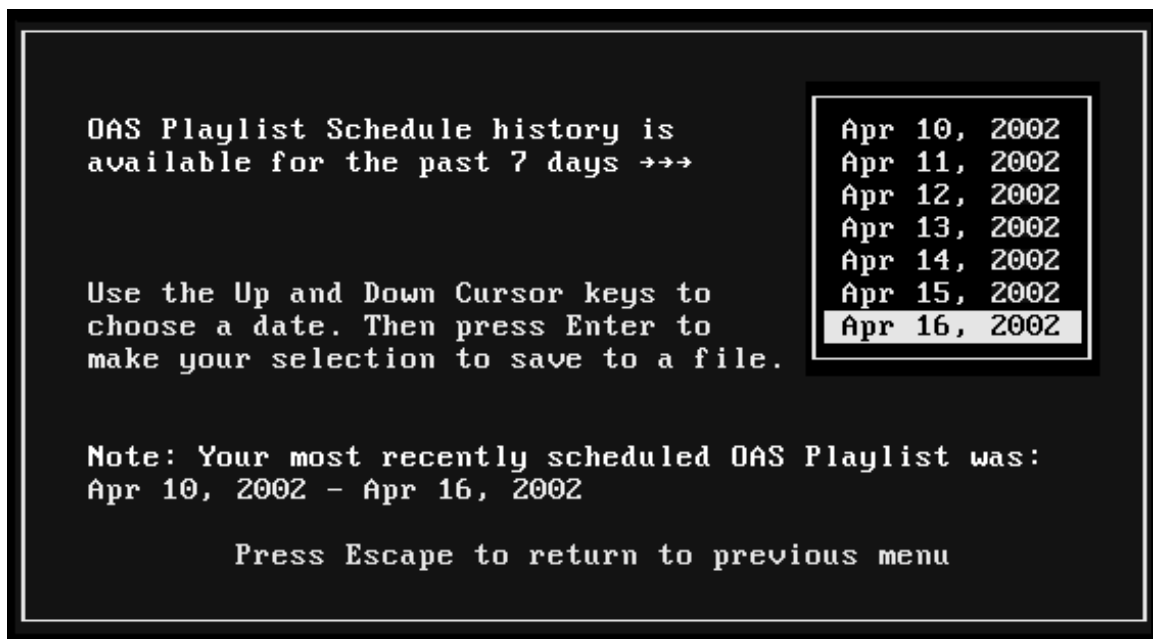 OAS Playlist Schedule history is
available for the past 7 days →→→
Apr 10, 2002
Apr 11, 2002
Apr 12, 2002
Apr 13, 2002
Apr 14, 2002
Apr 15, 2002
Apr 16, 2002
Use the Up and Down Cursor keys to
choose a date. Then press Enter to
make your selection to save to a file.
Note: Your most recently scheduled OAS Playlist was:
Apr 10, 2002 - Apr 16, 2002
Press Escape to return to previous menu